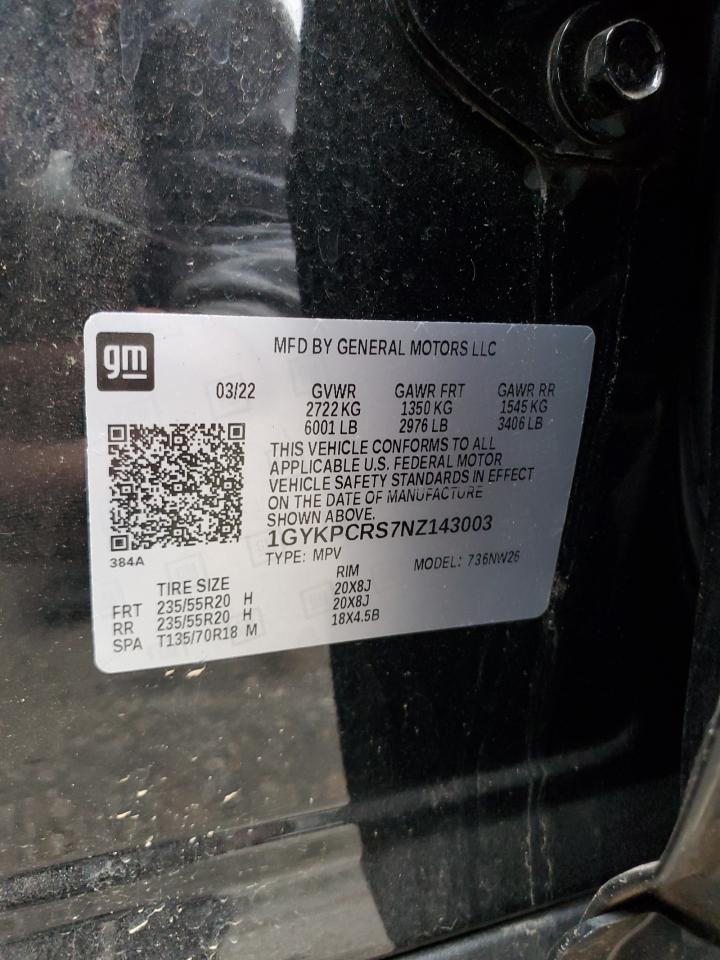 gm
MFD BY GENERAL MOTORS LLC
03/22 GVWR GAWR FRT GAWR RR
2722 KG 1350 KG 1545 KG
6001 LB 2976 LB 3406 LB
THIS VEHICLE CONFORMS TO ALL
APPLICABLE U.S. FEDERAL MOTOR
VEHICLE SAFETY STANDARDS IN EFFECT
ON THE DATE OF MANUFACTURE
SHOWN ABOVE.
1GYKPCRS7NZ143003
384A
TYPE: MPV MODEL: 736NW26
TIRE SIZE RIM
FRT 235/55R20 H 20X8J
RR 235/55R20 H 20X8J
SPA T135/70R18 M 18X4.5B